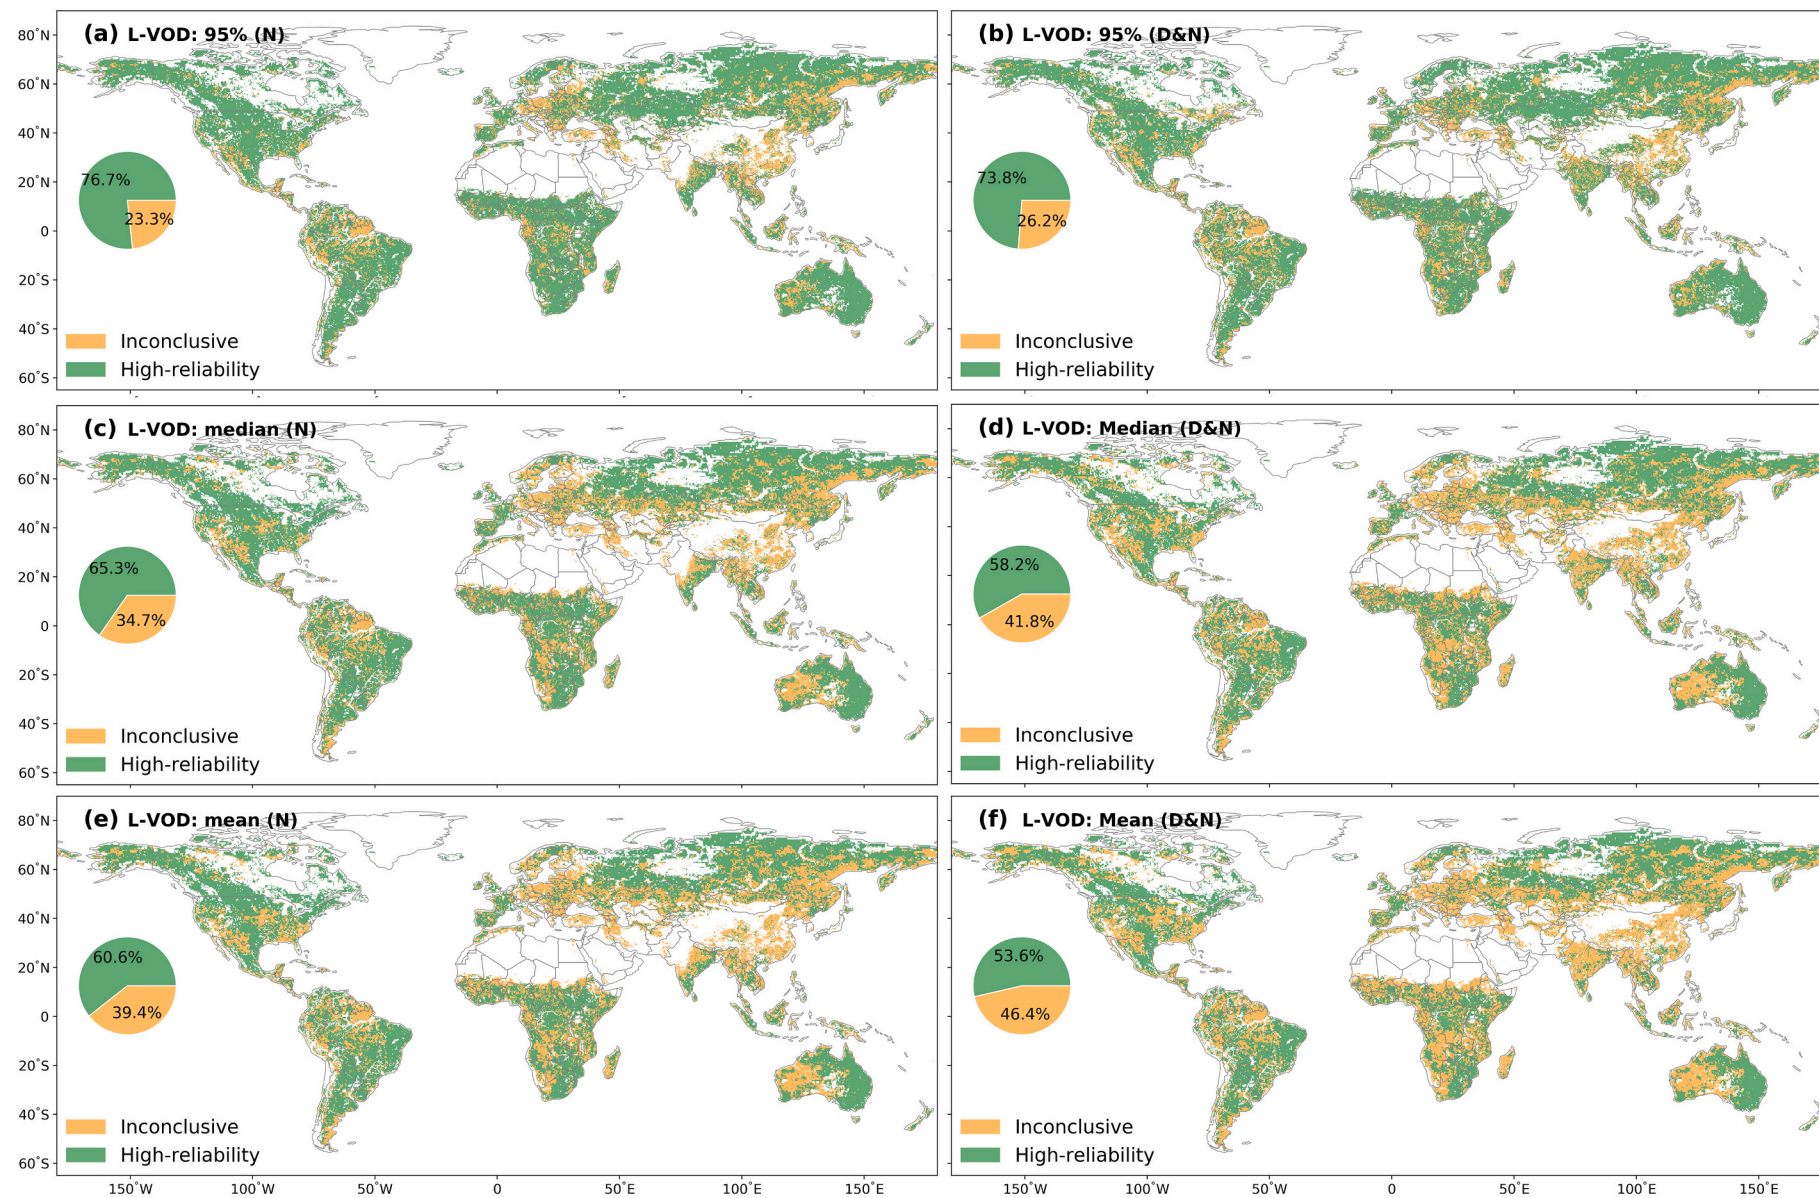 (a) L-VOD: 95% (N)
80°N
60°N
40°N
20°N
0
20°S
40°S
60°S
76.7%
23.3%
Inconclusive
High-reliability
(b) L-VOD: 95% (D&N)
73.8%
26.2%
Inconclusive
High-reliability
(c) L-VOD: median (N)
80°N
60°N
40°N
20°N
0
20°S
40°S
60°S
65.3%
34.7%
Inconclusive
High-reliability
(d) L-VOD: Median (D&N)
58.2%
41.8%
Inconclusive
High-reliability
(e) L-VOD: mean (N)
80°N
60°N
40°N
20°N
0
20°S
40°S
60°S
60.6%
39.4%
Inconclusive
High-reliability
150°W 100°W 50°W 0 50°E 100°E 150°E
(f) L-VOD: Mean (D&N)
53.6%
46.4%
Inconclusive
High-reliability
150°W 100°W 50°W 0 50°E 100°E 150°E